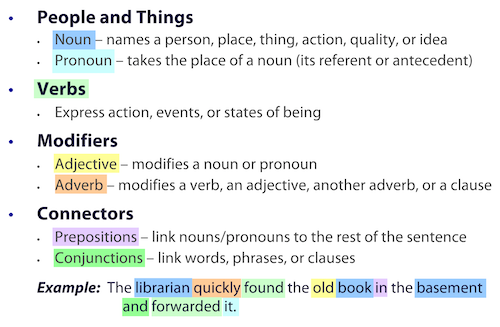 • People and Things
• Noun – names a person, place, thing, action, quality, or idea
• Pronoun – takes the place of a noun (its referent or antecedent)
• Verbs
• Express action, events, or states of being
• Modifiers
• Adjective – modifies a noun or pronoun
• Adverb – modifies a verb, an adjective, another adverb, or a clause
• Connectors
• Prepositions – link nouns/pronouns to the rest of the sentence
• Conjunctions – link words, phrases, or clauses
Example: The librarian quickly found the old book in the basement
and forwarded it.